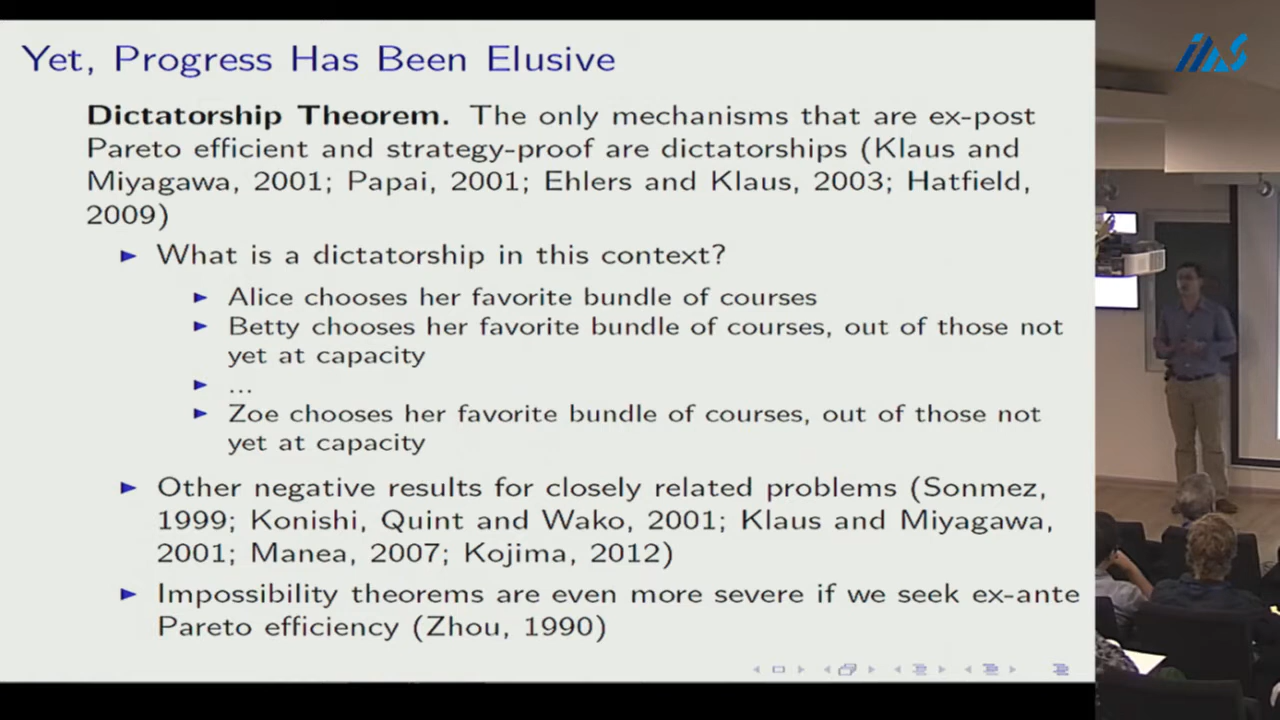 Yet, Progress Has Been Elusive
IAS
Dictatorship Theorem. The only mechanisms that are ex-post
Pareto efficient and strategy-proof are dictatorships (Klaus and
Miyagawa, 2001; Papai, 2001; Ehlers and Klaus, 2003; Hatfield,
2009)
What is a dictatorship in this context?
Alice chooses her favorite bundle of courses
Betty chooses her favorite bundle of courses, out of those not
yet at capacity
...
Zoe chooses her favorite bundle of courses, out of those not
yet at capacity
Other negative results for closely related problems (Sonmez,
1999; Konishi, Quint and Wako, 2001; Klaus and Miyagawa,
2001; Manea, 2007; Kojima, 2012)
Impossibility theorems are even more severe if we seek ex-ante
Pareto efficiency (Zhou, 1990)